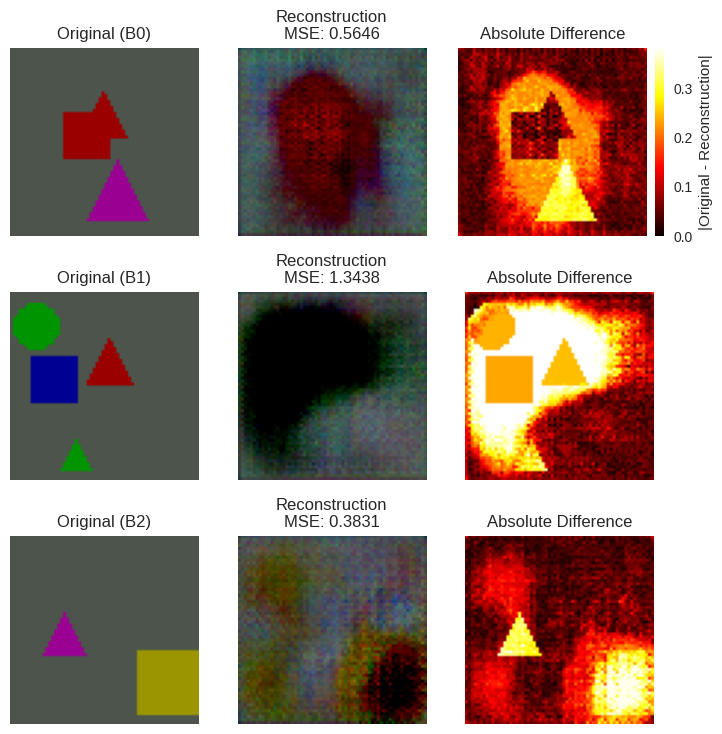 Original (B0)
Reconstruction
MSE: 0.5646
Absolute Difference
0.3
0.2
0.1
0.0
|Original - Reconstruction|
Original (B1)
Reconstruction
MSE: 1.3438
Absolute Difference
Original (B2)
Reconstruction
MSE: 0.3831
Absolute Difference